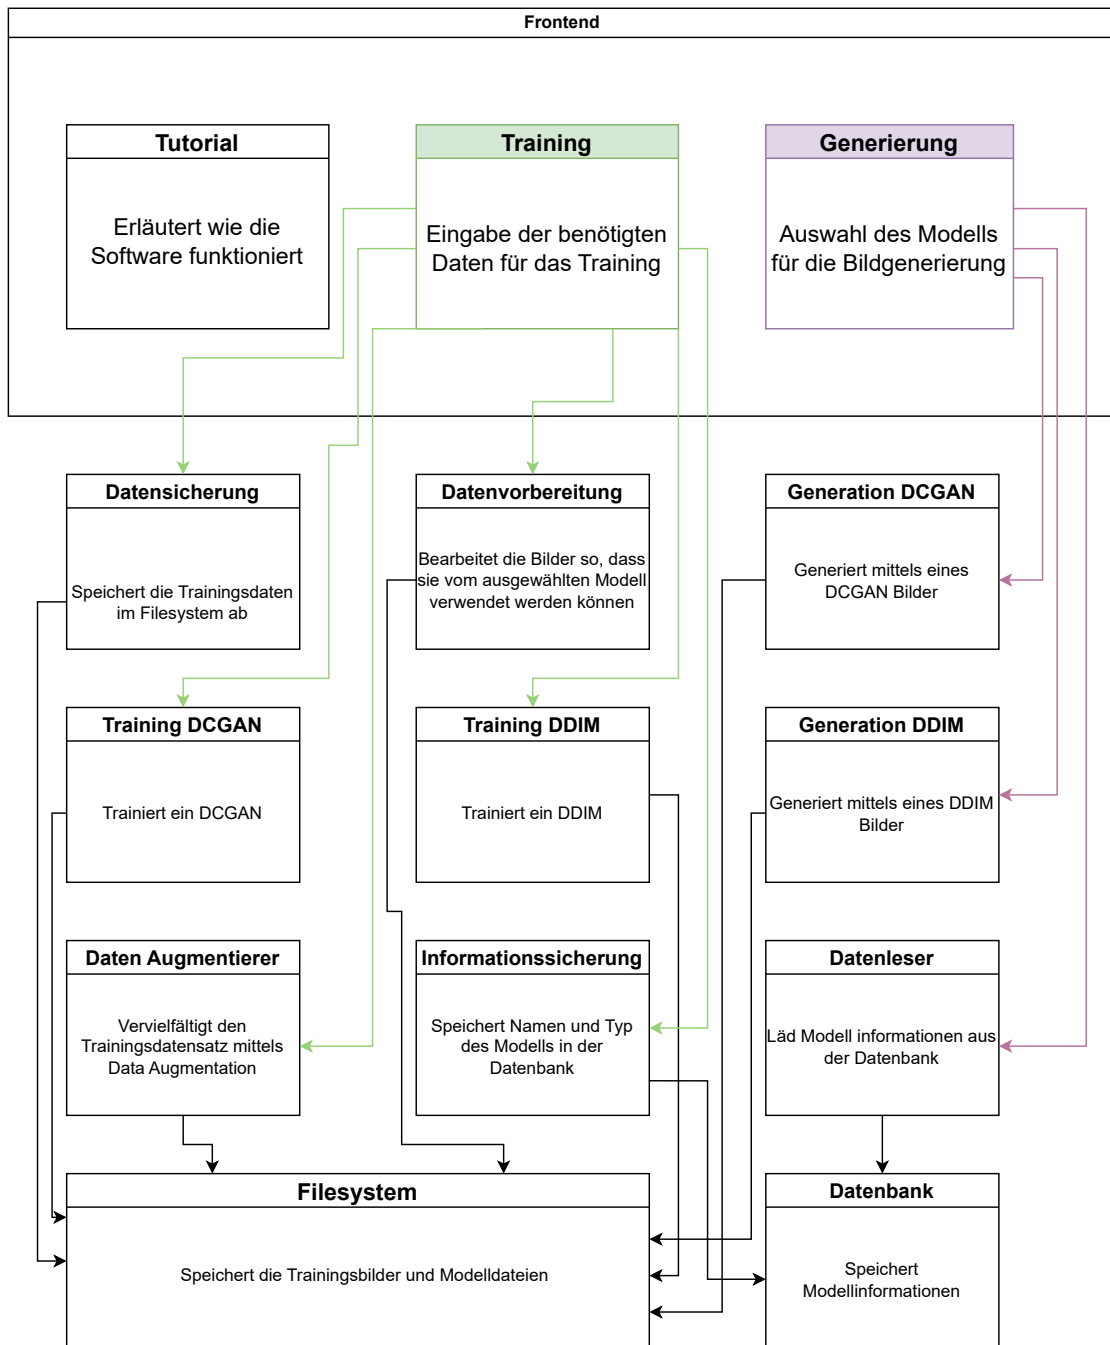 Frontend
Tutorial
Erläutert wie die
Software funktioniert
Training
Eingabe der benötigten
Daten für das Training
Generierung
Auswahl des Modells
für die Bildgenerierung
Datensicherung
Speichert die Trainingsdaten
im Filesystem ab
Datenvorbereitung
Bearbeitet die Bilder so, dass
sie vom ausgewählten Modell
verwendet werden können
Generation DCGAN
Generiert mittels eines
DCGAN Bilder
Training DCGAN
Trainiert ein DCGAN
Training DDIM
Trainiert ein DDIM
Generation DDIM
Generiert mittels eines DDIM
Bilder
Daten Augmentierer
Vervielfältigt den
Trainingsdatensatz mittels
Data Augmentation
Informationssicherung
Speichert Namen und Typ
des Modells in der
Datenbank
Datenleser
Läd Modell informationen aus
der Datenbank
Filesystem
Speichert die Trainingsbilder und Modelldateien
Datenbank
Speichert
Modellinformationen